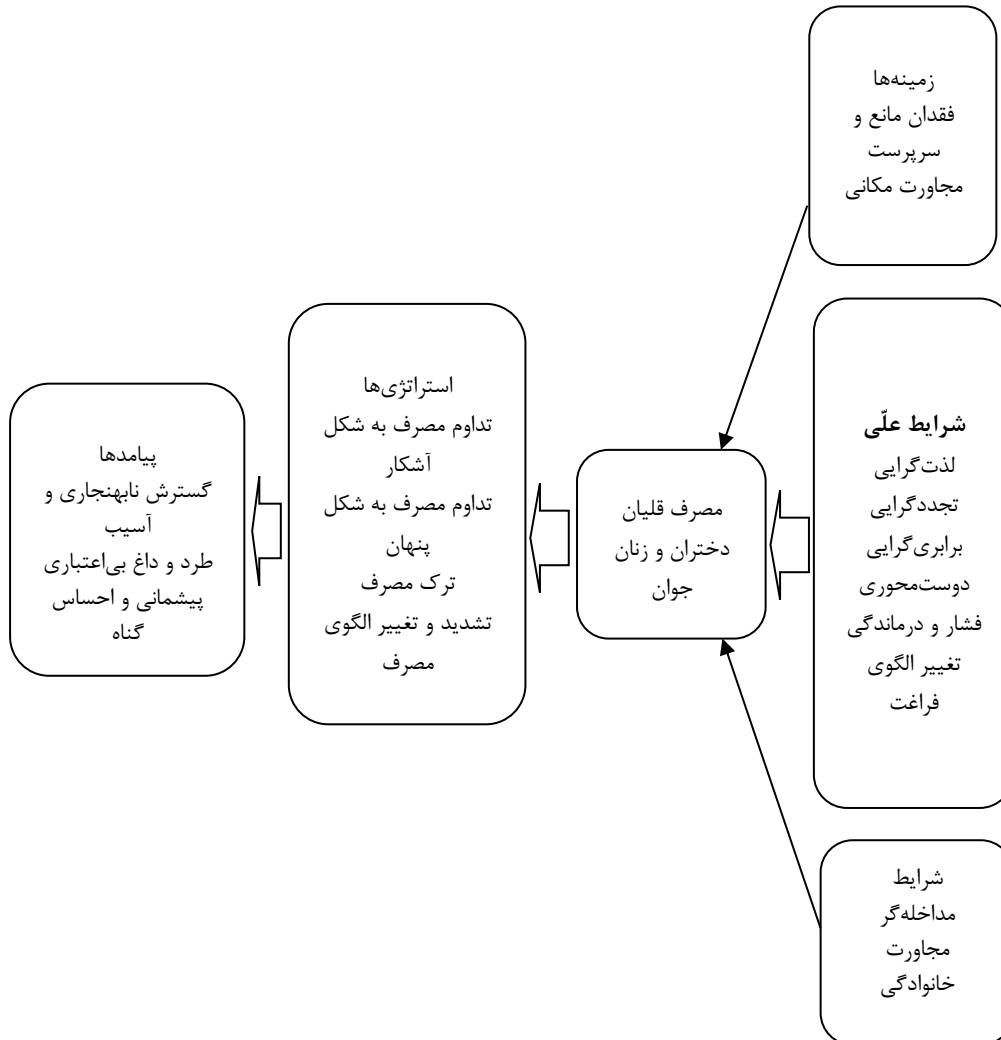 زمینه‌ها
فقدان مانع و
سرپرست
مجاورت مکانی
شرایط علّی
لذت‌گرایی
تجددگرایی
برابری‌گرایی
دوست‌محوری
فشار و درماندگی
تغییر الگوی
فراغت
شرایط
مداخله‌گر
مجاورت
خانوادگی
مصرف قلیان
دختران و زنان
جوان
استراتژی‌ها
تداوم مصرف به شکل
آشکار
تداوم مصرف به شکل
پنهان
ترک مصرف
تشدید و تغییر الگوی
مصرف
پیامدها
گسترش نابهنجاری و
آسیب
طرد و داغ بی‌اعتباری
پیشمانی و احساس
گناه